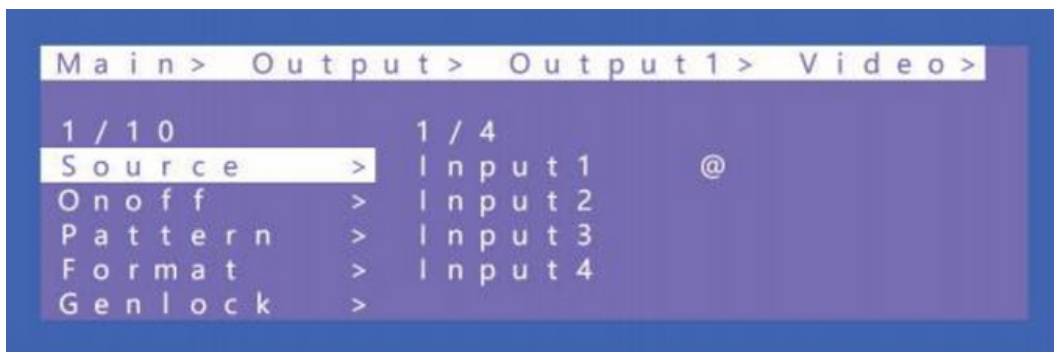 Main> Output> Output1> Video>
1/10 1/4
Source > Input1 @
Onoff > Input2
Pattern > Input3
Format > Input4
Genlock >